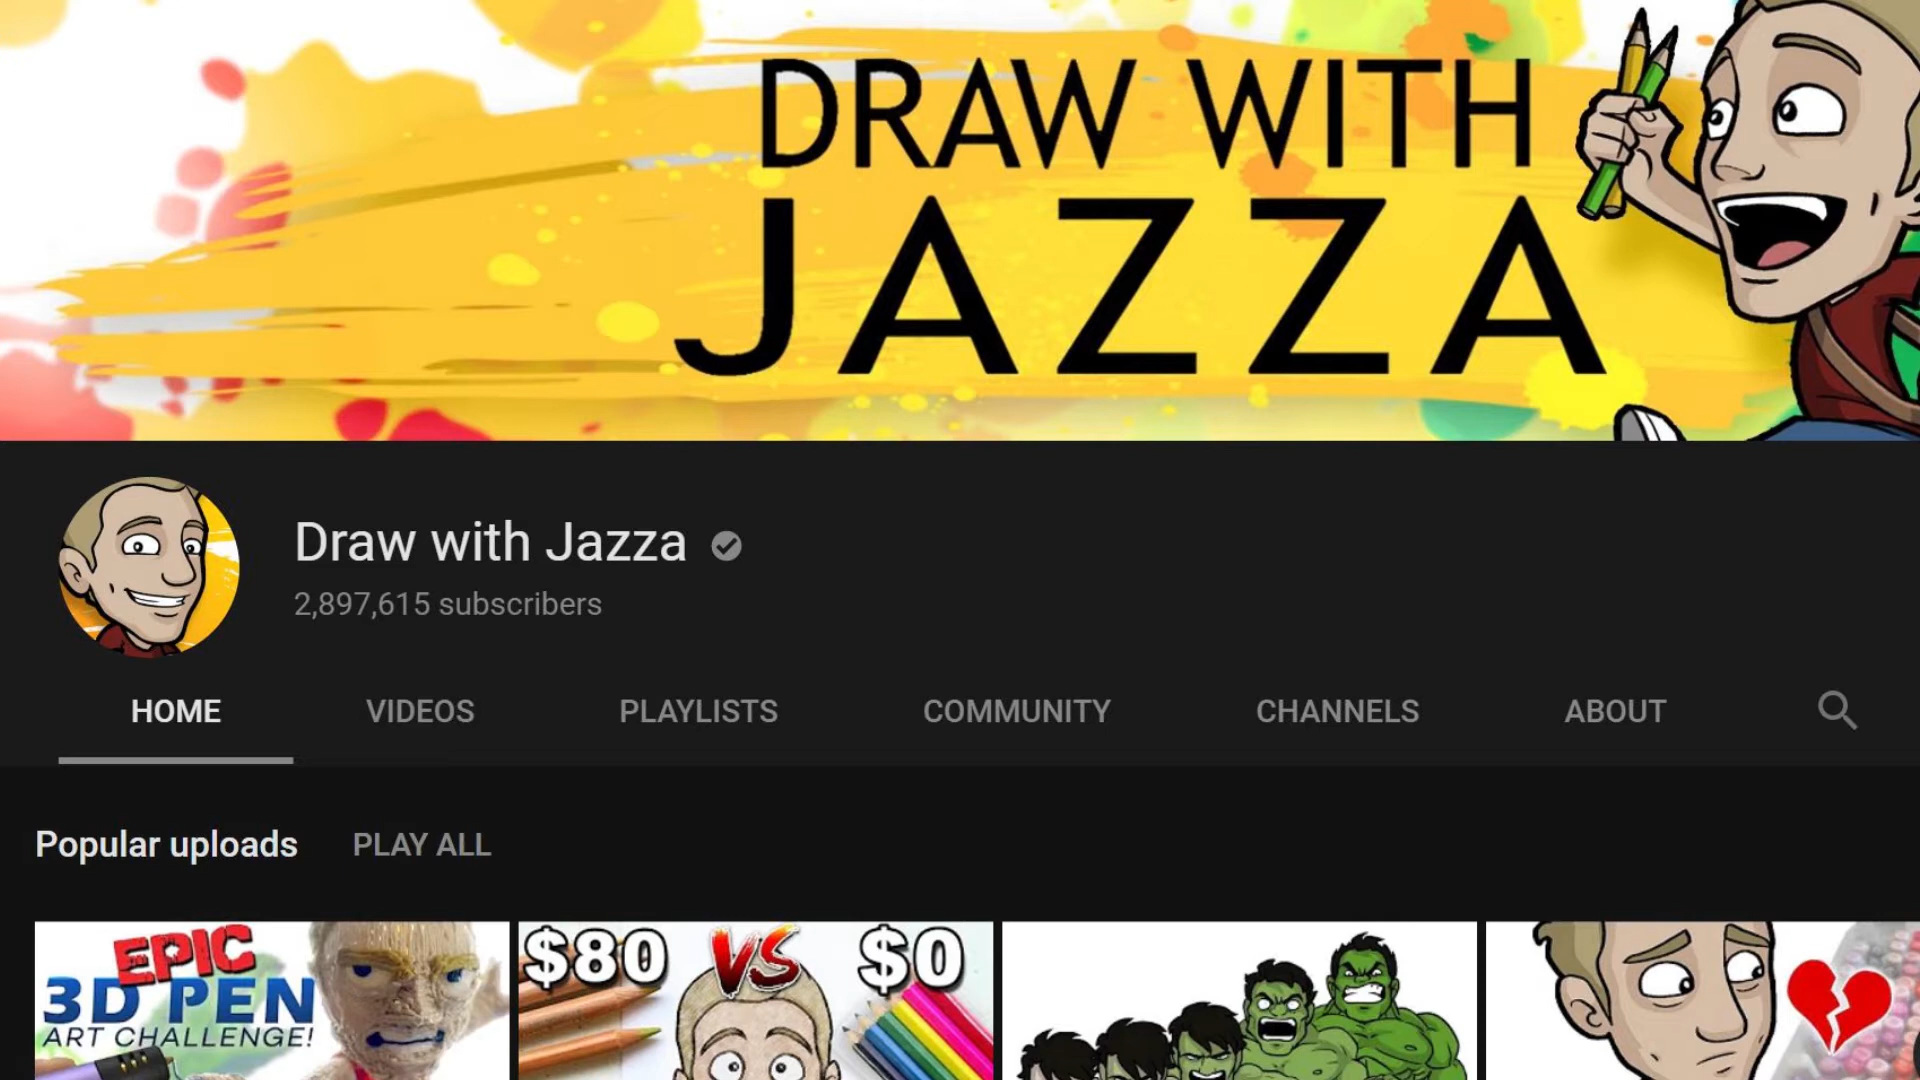 DRAW WITH
JAZZA
Draw with Jazza
2,897,615 subscribers
HOME VIDEOS PLAYLISTS COMMUNITY CHANNELS ABOUT
Popular uploads PLAY ALL
EPIC
3D PEN
ART CHALLENGE!
$80 VS $0